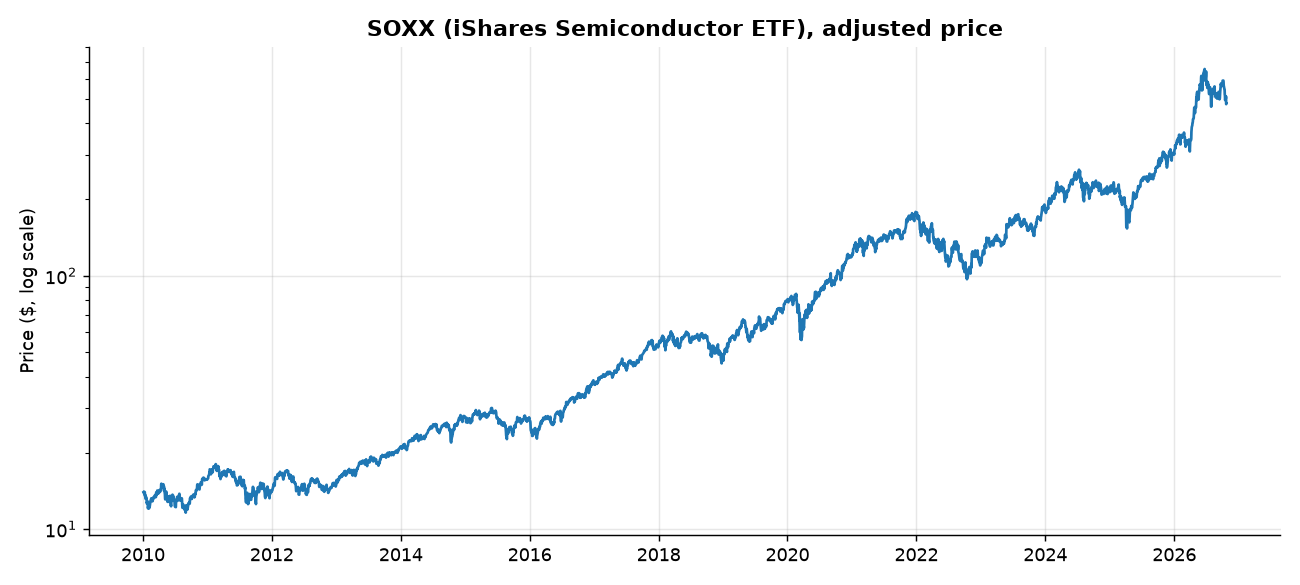 SOXX (iShares Semiconductor ETF), adjusted price
Price ($, log scale)
10²
10¹
2010 2012 2014 2016 2018 2020 2022 2024 2026